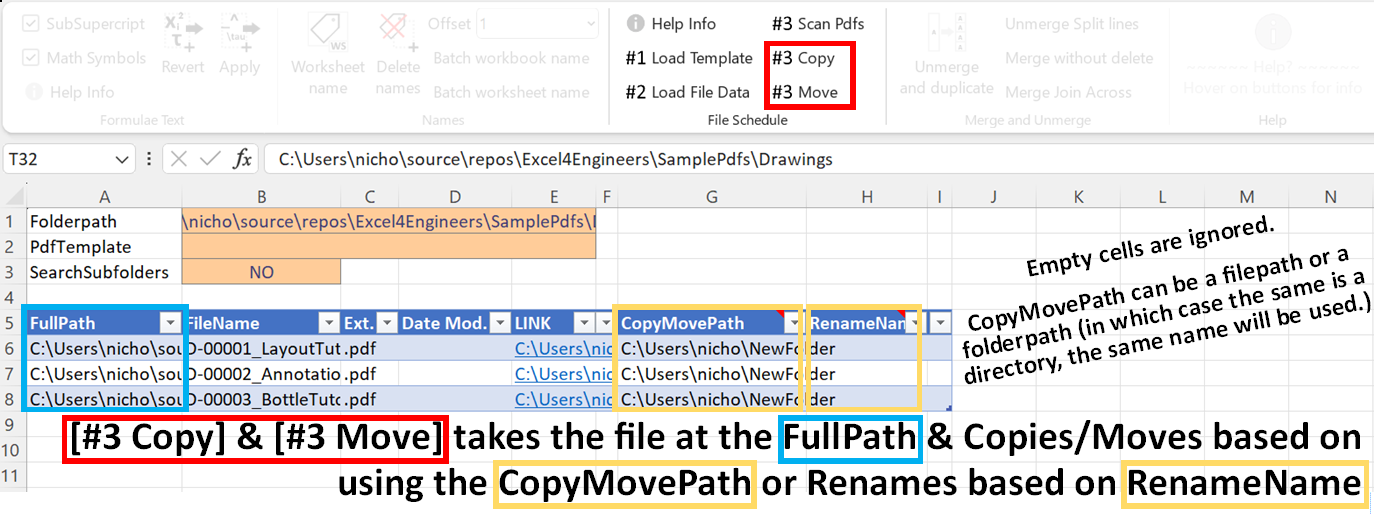 SubSupercript
Math Symbols
Help Info
Revert
\tau
Apply
Formulae Text
ws
Worksheet
name
Delete
Names
Offset 1
Batch workbook name
Batch worksheet name
Names
Help Info
#1 Load Template
#2 Load File Data
#3 Scan Pdfs
#3 Copy
#3 Move
File Schedule
Unmerge
and duplicate
Unmerge Split lines
Merge without delete
Merge Join Across
Merge and Unmerge
Help?
Hover on buttons for info
Help
T32
fx
C:\Users\nicho\source\repos\Excel4Engineers\SamplePdfs\Drawings
A B C D E F G H I J K L M N
1 Folderpath \nicho\source\repos\Excel4Engineers\SamplePdfs\
2 PdfTemplate
3 SearchSubfolders NO
4
5 FullPath FileName Ext. Date Mod. LINK CopyMovePath RenameNan
6 C:\Users\nicho\sou D-00001_LayoutTut .pdf C:\Users\nic C:\Users\nicho\NewFolder
7 C:\Users\nicho\sou D-00002_Annotatio .pdf C:\Users\nic C:\Users\nicho\NewFolder
8 C:\Users\nicho\sou D-00003_BottleTuto .pdf C:\Users\nic C:\Users\nicho\NewFolder
9
10
11
Empty cells are ignored.
CopyMovePath can be a filepath or a
folderpath (in which case the same is a
directory, the same name will be used.)
[#3 Copy] & [#3 Move] takes the file at the FullPath & Copies/Moves based on
using the CopyMovePath or Renames based on RenameName